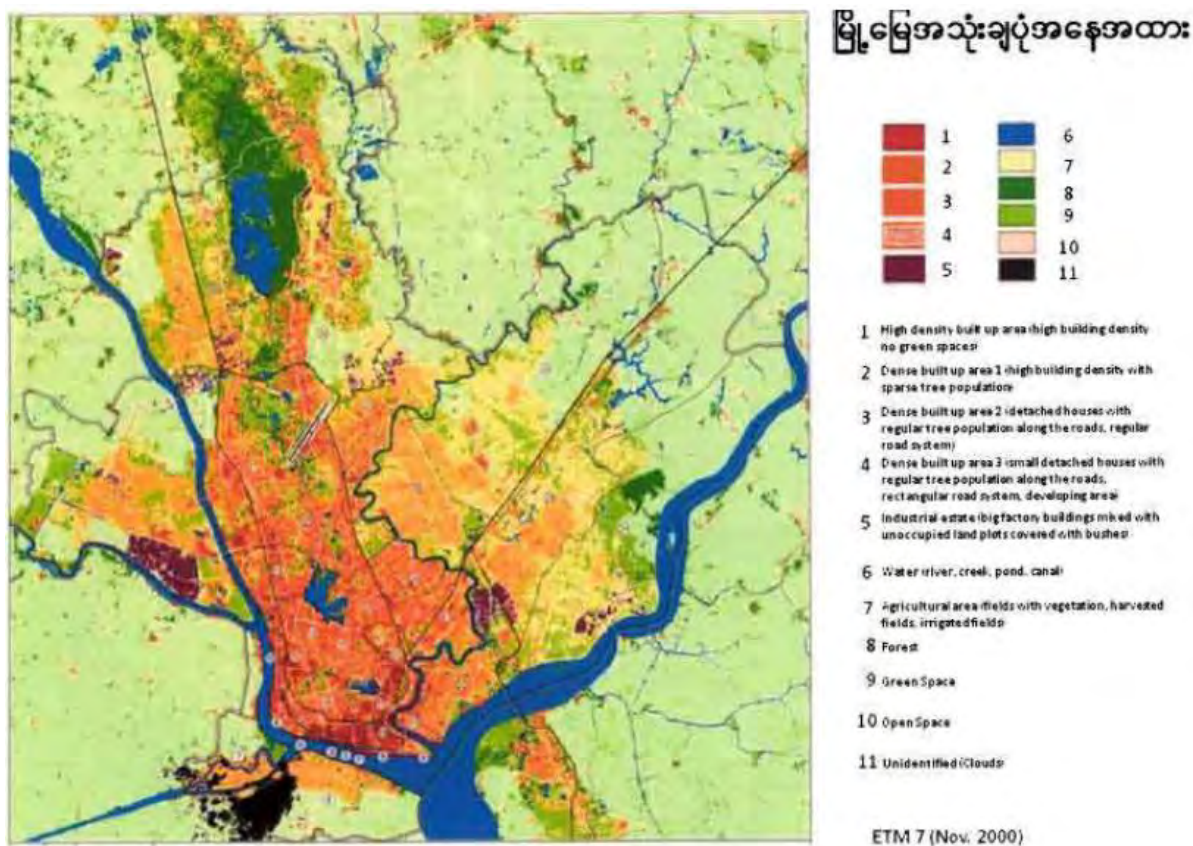 မြို့မြေအသုံးချပုံအနေအထား
1
2
3
4
5
6
7
8
9
10
11
1 High density built up area (high building density
no green spaces)
2 Dense built up area 1 (high building density with
sparse tree population)
3 Dense built up area 2 (detached houses with
regular tree population along the roads, regular
road system)
4 Dense built up area 3 (small detached houses with
regular tree population along the roads,
rectangular road system, developing area)
5 Industrial estate (big factory buildings mixed with
unoccupied land plots covered with bushes)
6 Water (river, creek, pond, canal)
7 Agricultural area (fields with vegetation, harvested
fields, irrigated fields)
8 Forest
9 Green Space
10 Open Space
11 Unidentified (Clouds)
ETM 7 (Nov. 2000)